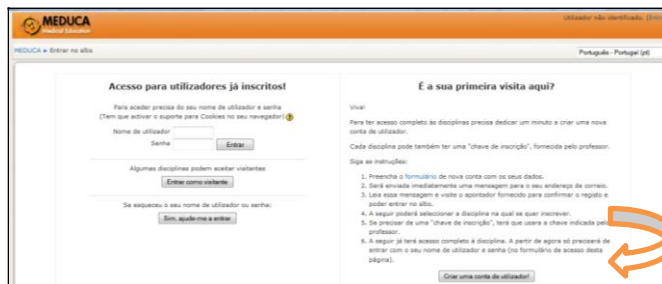 MEDUCA
Medical Education
Utilizador não identificado.
MEDUCA ► Entrar no sítio
Português - Portugal (pt)
Acesso para utilizadores já inscritos!
Para aceder precisa do seu nome de utilizador e senha
(Tem que activar o suporte para Cookies no seu navegador)
Nome de utilizador
Senha
Entrar
Algumas disciplinas podem aceitar visitantes
Entrar como visitante
Se esqueceu o seu nome de utilizador ou senha:
Sim, ajude-me a entrar
É a sua primeira visita aqui?
Viva!
Para ter acesso completo às disciplinas precisa dedicar um minuto a criar uma nova
conta de utilizador.
Cada disciplina pode também ter uma "chave de inscrição", fornecida pelo professor.
Siga as instruções:
1. Preencha o formulário de nova conta com os seus dados.
2. Será enviada imediatamente uma mensagem para o seu endereço de correio.
3. Leia essa mensagem e visite o apontador fornecido para confirmar o registo e
poder entrar no sítio.
4. A seguir poderá seleccionar a disciplina na qual se quer inscrever.
5. Se precisar de uma "chave de inscrição", terá que usara a chave indicada pelo
professor.
6. A seguir já terá acesso completo à disciplina. A partir de agora só precisará de
entrar com o seu nome de utilizador e senha (no formulário de acesso desta
página).
Criar uma conta de utilizador!